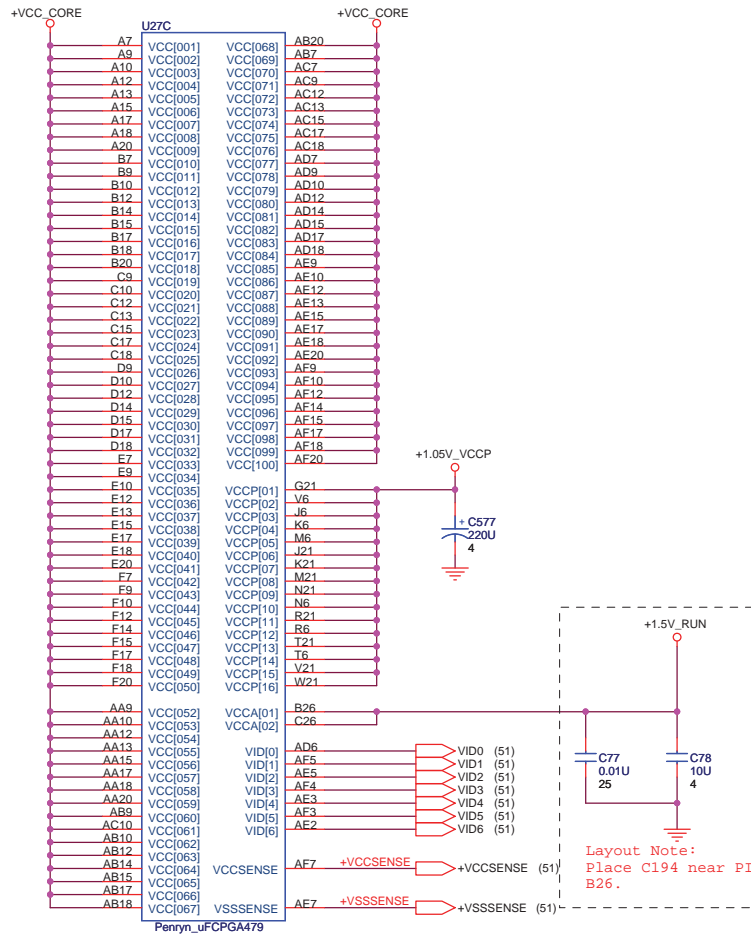 +VCC_CORE U27C +VCC_CORE
A7 VCC[001] VCC[068] AB20
A9 VCC[002] VCC[069] AB7
A10 VCC[003] VCC[070] AC7
A12 VCC[004] VCC[071] AC9
A13 VCC[005] VCC[072] AC12
A15 VCC[006] VCC[073] AC13
A17 VCC[007] VCC[074] AC15
A18 VCC[008] VCC[075] AC17
A20 VCC[009] VCC[076] AC18
B7 VCC[010] VCC[077] AD7
B9 VCC[011] VCC[078] AD9
B10 VCC[012] VCC[079] AD10
B12 VCC[013] VCC[080] AD12
B14 VCC[014] VCC[081] AD14
B15 VCC[015] VCC[082] AD15
B17 VCC[016] VCC[083] AD17
B18 VCC[017] VCC[084] AD18
B20 VCC[018] VCC[085] AE9
C9 VCC[019] VCC[086] AE10
C10 VCC[020] VCC[087] AE12
C12 VCC[021] VCC[088] AE13
C13 VCC[022] VCC[089] AE15
C15 VCC[023] VCC[090] AE17
C17 VCC[024] VCC[091] AE18
C18 VCC[025] VCC[092] AE20
D9 VCC[026] VCC[093] AF9
D10 VCC[027] VCC[094] AF10
D12 VCC[028] VCC[095] AF12
D14 VCC[029] VCC[096] AF14
D15 VCC[030] VCC[097] AF15
D17 VCC[031] VCC[098] AF17
D18 VCC[032] VCC[099] AF18
E7 VCC[033] VCC[100] AF20
E9 VCC[034]
E10 VCC[035] VCCP[01] G21
E12 VCC[036] VCCP[02] V6
E13 VCC[037] VCCP[03] J6
E15 VCC[038] VCCP[04] K6
E17 VCC[039] VCCP[05] M6
E18 VCC[040] VCCP[06] J21
E20 VCC[041] VCCP[07] K21
F7 VCC[042] VCCP[08] M21
F9 VCC[043] VCCP[09] N21
F10 VCC[044] VCCP[10] N6
F12 VCC[045] VCCP[11] R21
F14 VCC[046] VCCP[12] R6
F15 VCC[047] VCCP[13] T21
F17 VCC[048] VCCP[14] T6
F18 VCC[049] VCCP[15] V21
F20 VCC[050] VCCP[16] W21
AA9 VCC[052] VCCA[01] B26
AA10 VCC[053] VCCA[02] C26
AA12 VCC[054]
AA13 VCC[055] VID[0] AD6 VID0 (51)
AA15 VCC[056] VID[1] AF5 VID1 (51)
AA17 VCC[057] VID[2] AE5 VID2 (51)
AA18 VCC[058] VID[3] AF4 VID3 (51)
AA20 VCC[059] VID[4] AE3 VID4 (51)
AB9 VCC[060] VID[5] AF3 VID5 (51)
AC10 VCC[061] VID[6] AE2 VID6 (51)
AB10 VCC[062]
AB12 VCC[063]
AB14 VCC[064] VCCSENSE AF7 +VCCSENSE +VCCSENSE (51)
AB15 VCC[065]
AB17 VCC[066]
AB18 VCC[067] VSSSENSE AE7 +VSSSENSE +VSSSENSE (51)
Penryn_uFCPGA479
+1.05V_VCCP
+ C577
220U
4
+1.5V_RUN
C77
0.01U
25
C78
10U
4
Layout Note:
Place C194 near PI
B26.